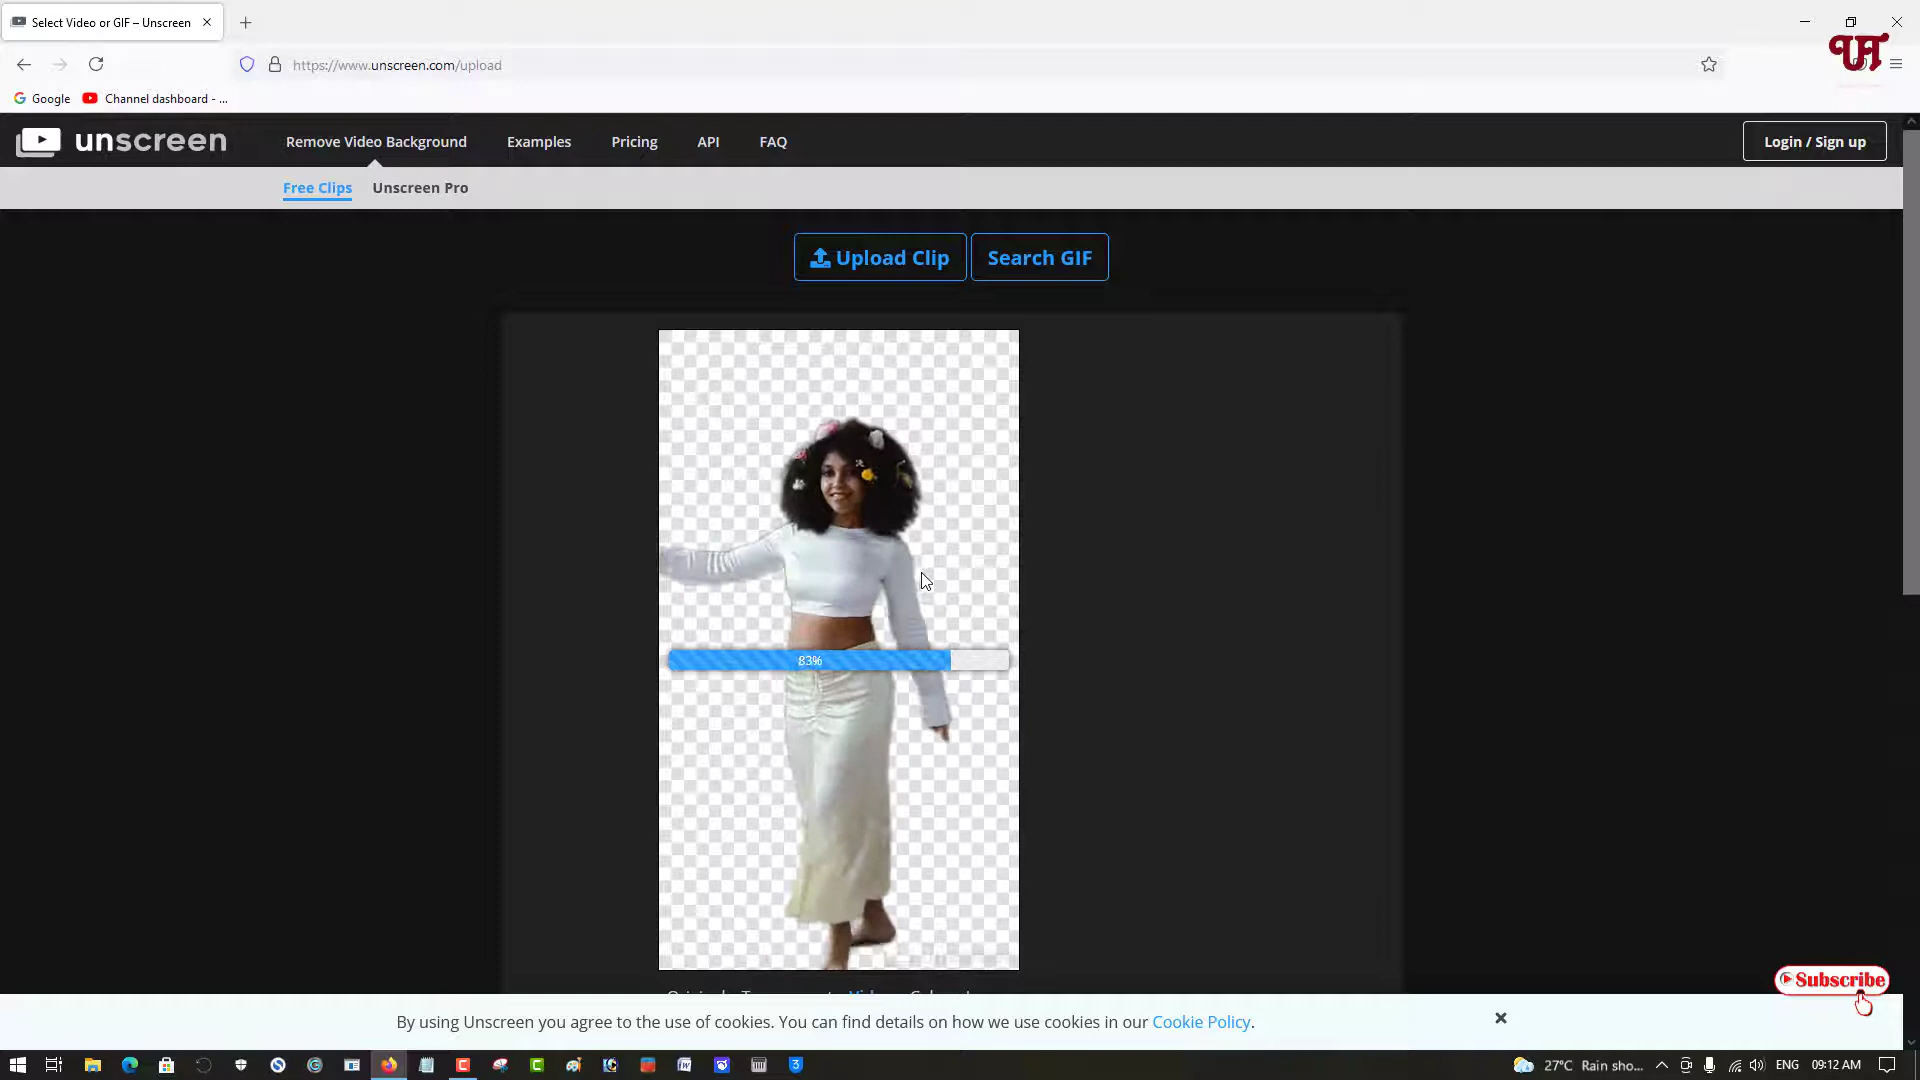 Select Video or GIF – Unscreen
https://www.unscreen.com/upload
Google
Channel dashboard - ...
unscreen
Remove Video Background
Examples
Pricing
API
FAQ
Login / Sign up
Free Clips
Unscreen Pro
Upload Clip
Search GIF
83%
Subscribe
By using Unscreen you agree to the use of cookies. You can find details on how we use cookies in our Cookie Policy.
27°C Rain sho...
ENG
09:12 AM